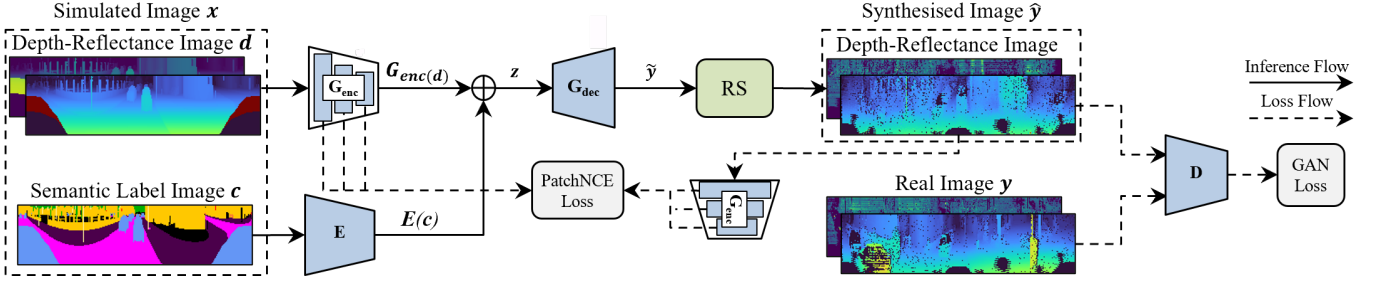 Simulated Image x
Depth-Reflectance Image d
Semantic Label Image c
G_enc
G_enc(d)
E
E(c)
z
G_dec
ỹ
RS
Synthesised Image ŷ
Depth-Reflectance Image
PatchNCE
Loss
G_enc
Real Image y
Inference Flow
Loss Flow
D
GAN
Loss